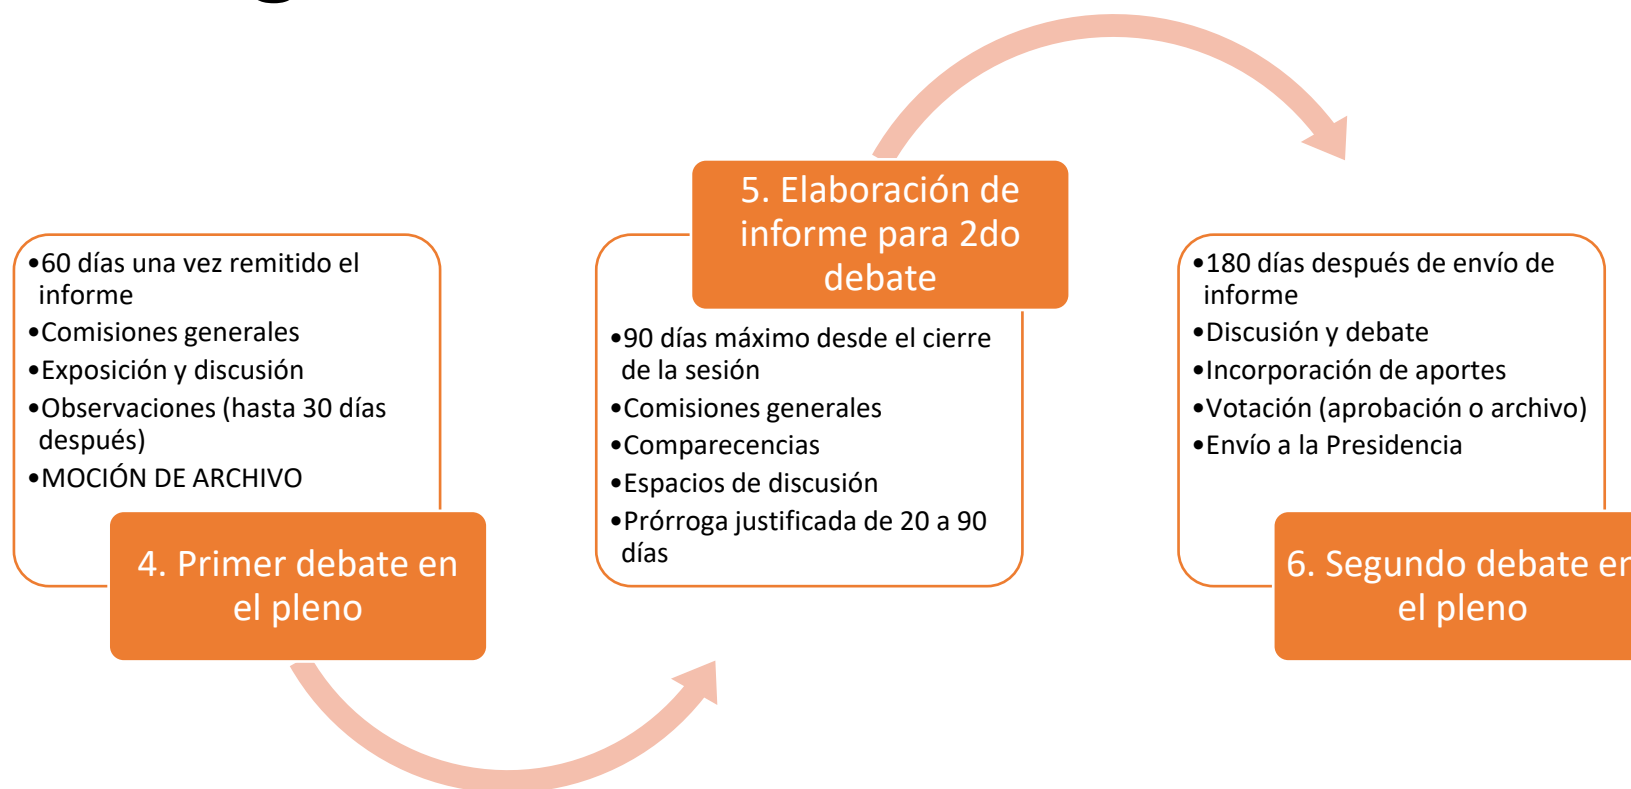 •60 días una vez remitido el
informe
•Comisiones generales
•Exposición y discusión
•Observaciones (hasta 30 días
después)
•MOCIÓN DE ARCHIVO
4. Primer debate en
el pleno
5. Elaboración de
informe para 2do
debate
•90 días máximo desde el cierre
de la sesión
•Comisiones generales
•Comparecencias
•Espacios de discusión
•Prórroga justificada de 20 a 90
días
•180 días después de envío de
informe
•Discusión y debate
•Incorporación de aportes
•Votación (aprobación o archivo)
•Envío a la Presidencia
6. Segundo debate en
el pleno